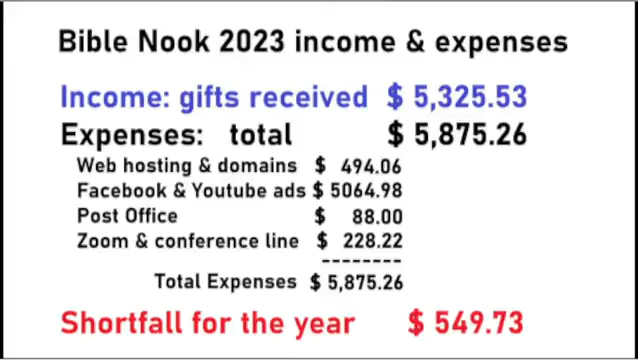 Bible Nook 2023 income & expenses
Income: gifts received $ 5,325.53
Expenses: total $ 5,875.26
Web hosting & domains $ 494.06
Facebook & Youtube ads $ 5064.98
Post Office $ 88.00
Zoom & conference line $ 228.22
--------
Total Expenses $ 5,875.26
Shortfall for the year $ 549.73